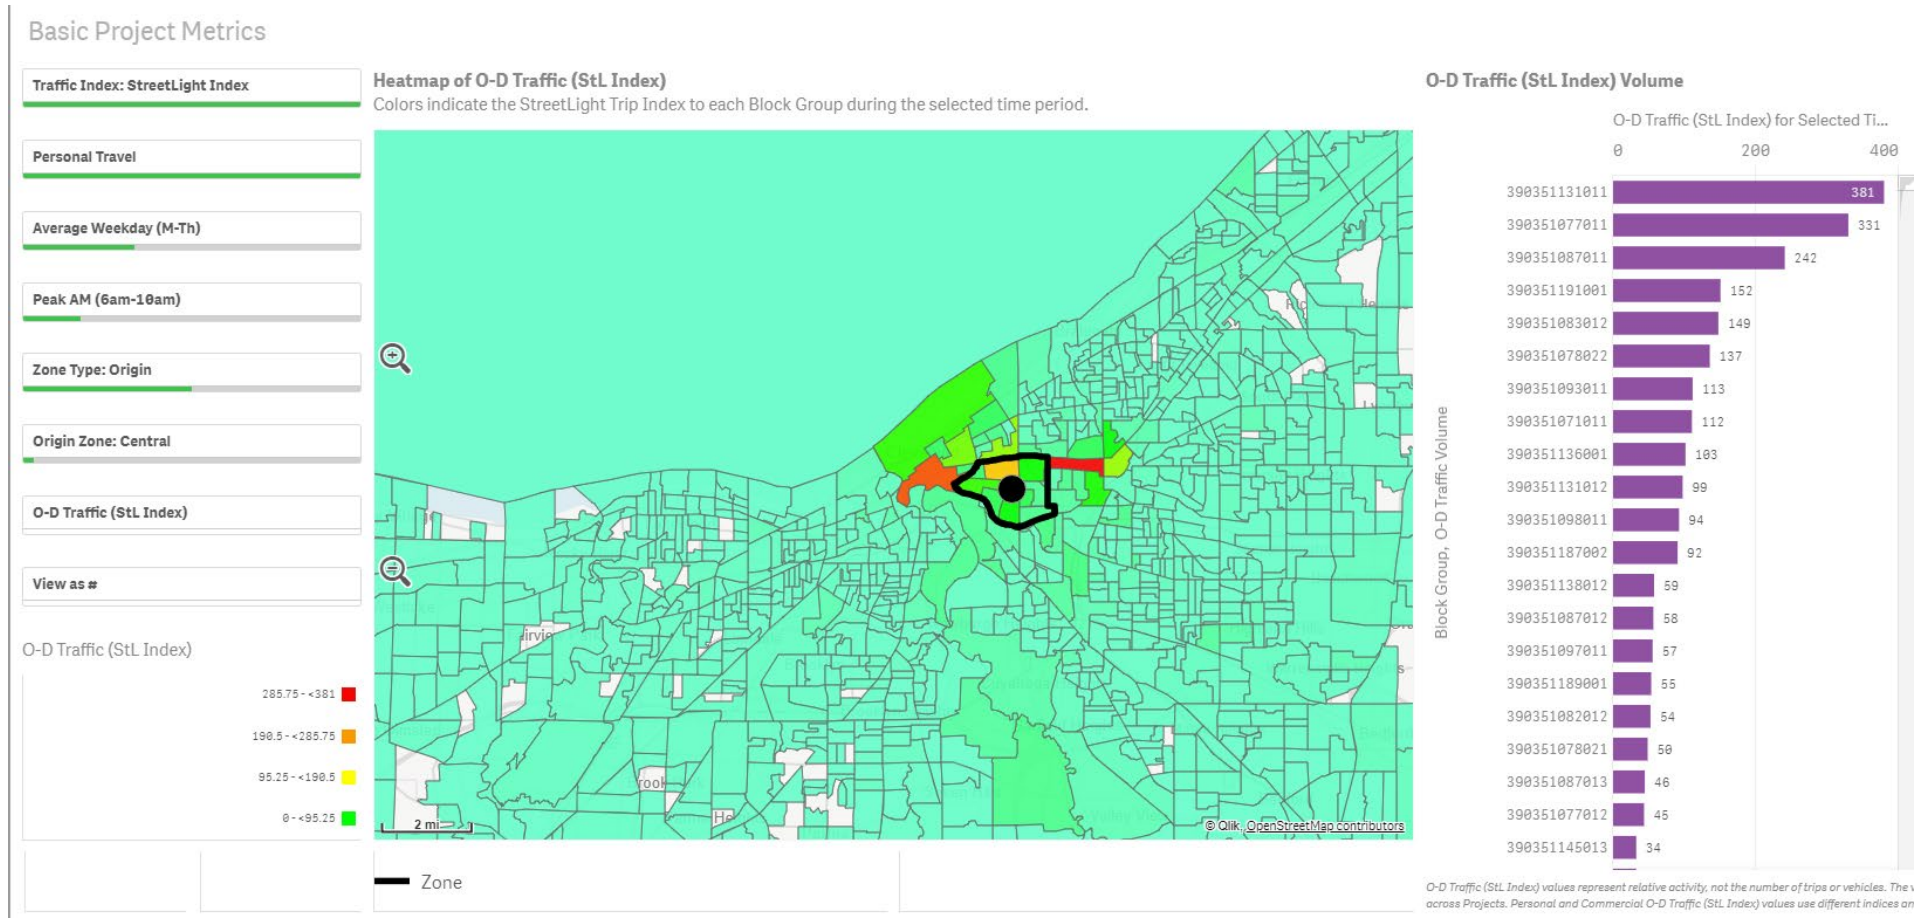 Basic Project Metrics
Traffic Index: StreetLight Index
Personal Travel
Average Weekday (M-Th)
Peak AM (6am-10am)
Zone Type: Origin
Origin Zone: Central
O-D Traffic (StL Index)
View as #
O-D Traffic (StL Index)
285.75 - <381
190.5 - <285.75
95.25 - <190.5
0 - <95.25
Heatmap of O-D Traffic (StL Index)
Colors indicate the StreetLight Trip Index to each Block Group during the selected time period.
2 mi
© Qlik, OpenStreetMap contributors
Zone
O-D Traffic (StL Index) Volume
O-D Traffic (StL Index) for Selected Ti...
0 200 400
Block Group, O-D Traffic Volume
390351131011 381
390351077011 331
390351087011 242
390351191001 152
390351083012 149
390351078022 137
390351093011 113
390351071011 112
390351136001 103
390351131012 99
390351098011 94
390351187002 92
390351138012 59
390351087012 58
390351097011 57
390351189001 55
390351082012 54
390351078021 50
390351087013 46
390351077012 45
390351145013 34
O-D Traffic (StL Index) values represent relative activity, not the number of trips or vehicles. The v
across Projects. Personal and Commercial O-D Traffic (StL Index) values use different indices an